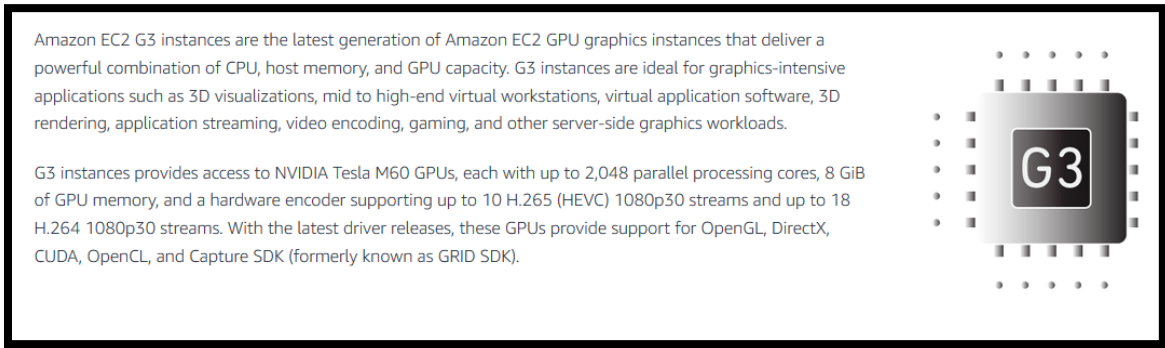 Amazon EC2 G3 instances are the latest generation of Amazon EC2 GPU graphics instances that deliver a
powerful combination of CPU, host memory, and GPU capacity. G3 instances are ideal for graphics-intensive
applications such as 3D visualizations, mid to high-end virtual workstations, virtual application software, 3D
rendering, application streaming, video encoding, gaming, and other server-side graphics workloads.
G3 instances provides access to NVIDIA Tesla M60 GPUs, each with up to 2,048 parallel processing cores, 8 GiB
of GPU memory, and a hardware encoder supporting up to 10 H.265 (HEVC) 1080p30 streams and up to 18
H.264 1080p30 streams. With the latest driver releases, these GPUs provide support for OpenGL, DirectX,
CUDA, OpenCL, and Capture SDK (formerly known as GRID SDK).
G3